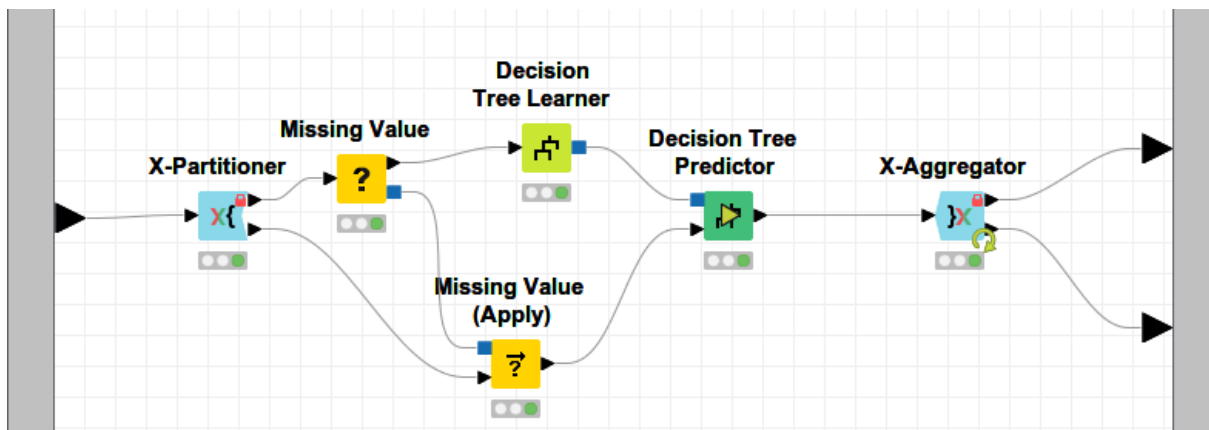 Decision
Tree Learner
Missing Value
Decision Tree
Predictor
X-Partitioner
X-Aggregator
?
X{
}X
Missing Value
(Apply)
?